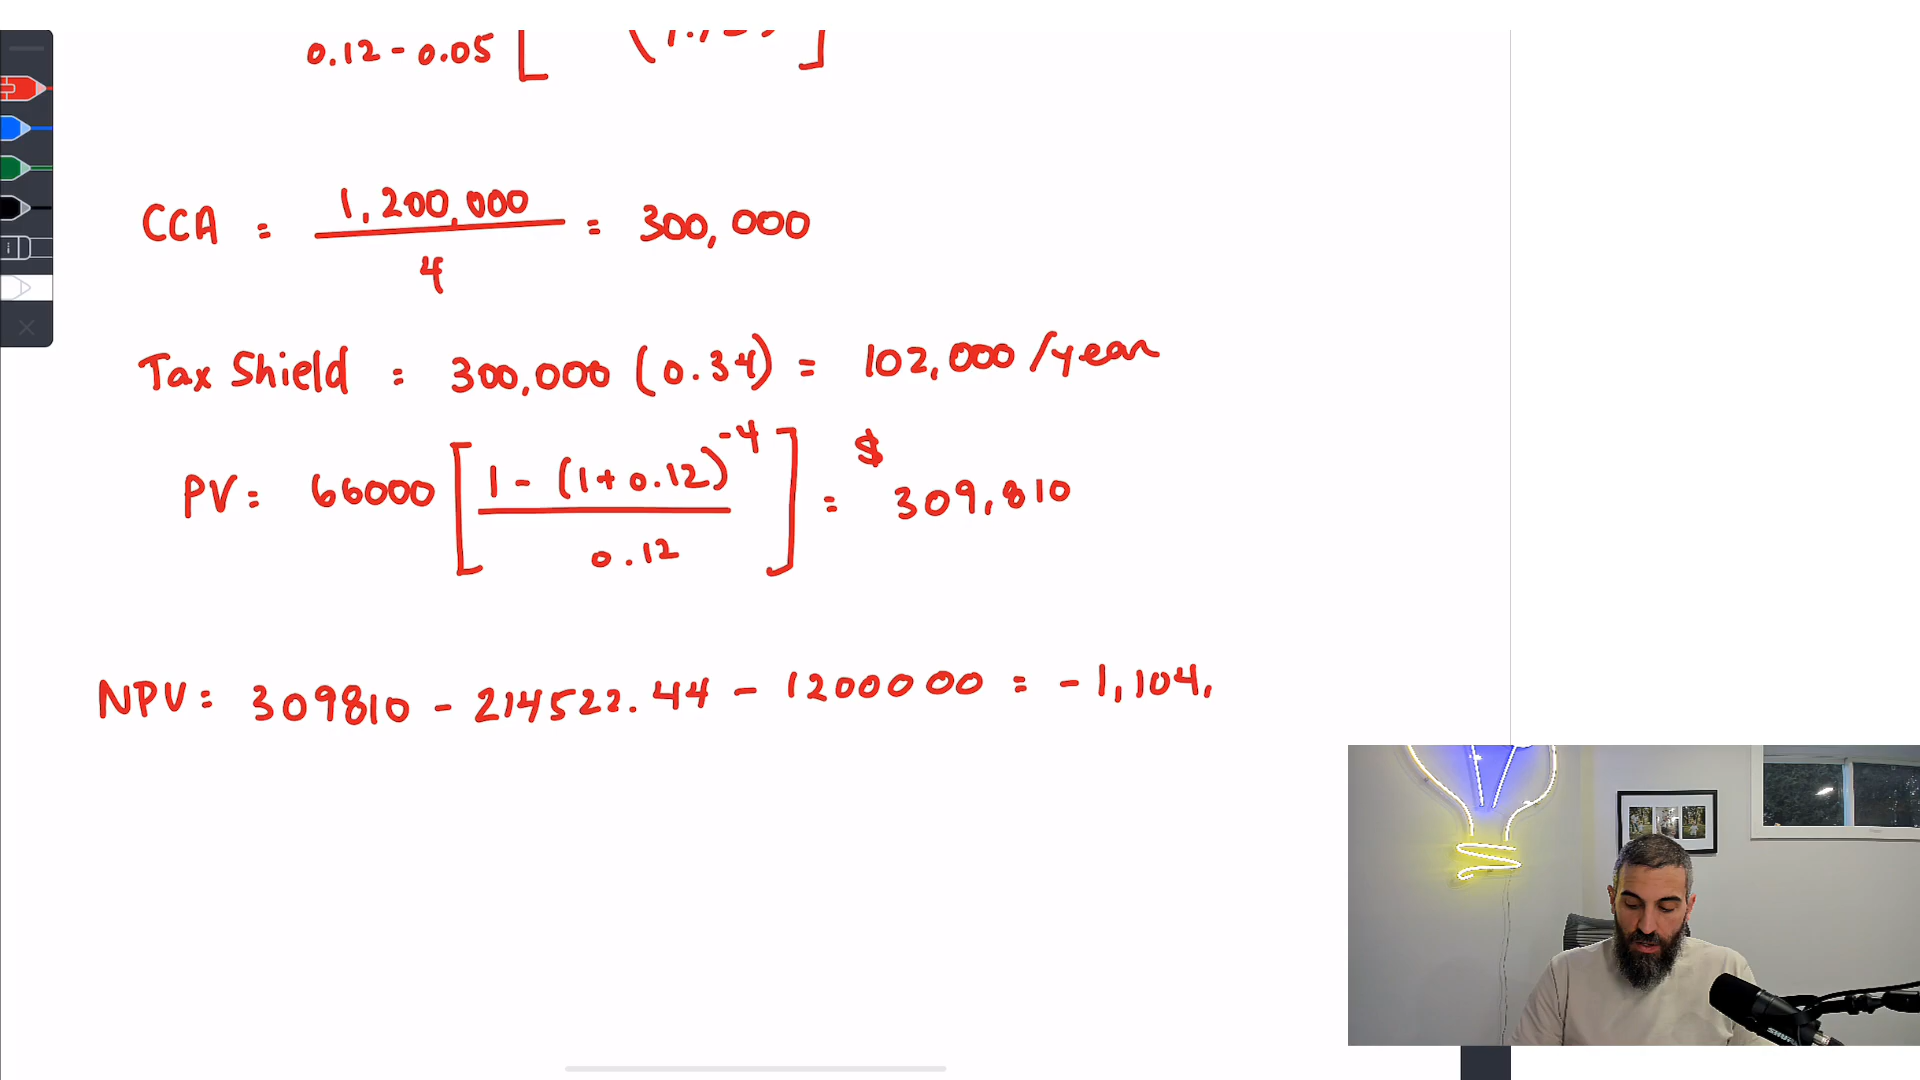 0.12 - 0.05
CCA = 1,200,000 / 4 = 300,000
Tax Shield = 300,000 (0.34) = 102,000 /year
PV = 66000 [ 1 - (1+0.12)^-4 / 0.12 ] = $ 309,810
NPV = 309810 - 214522.44 - 1200000 = -1,104,